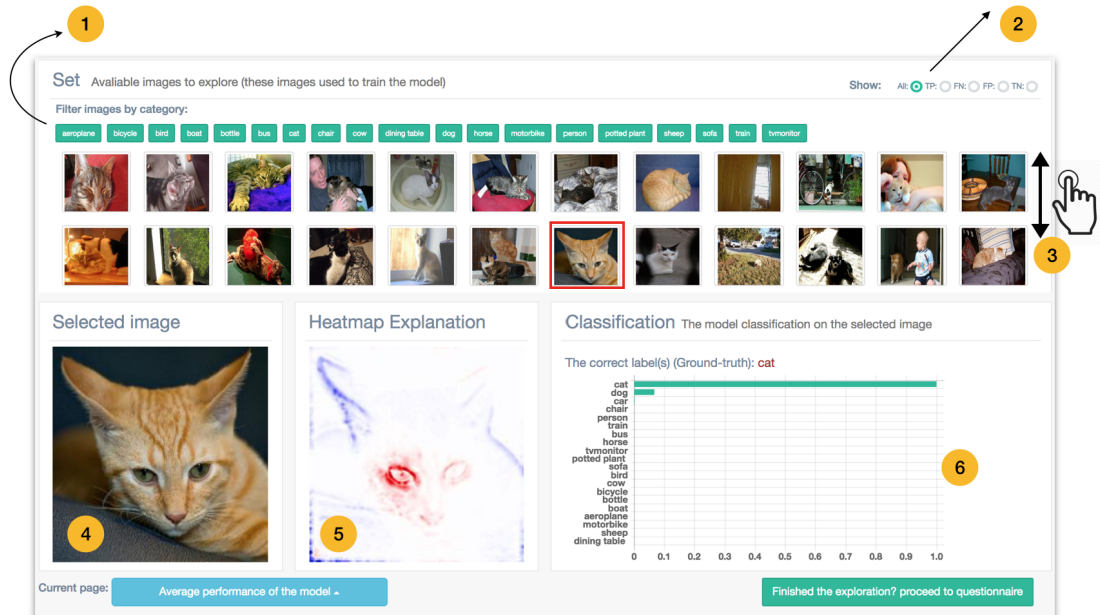 1
2
Set Avaliable images to explore (these images used to train the model)
Show: All: TP: FN: FP: TN:
Filter images by category:
aeroplane bicycle bird boat bottle bus cat chair cow dining table dog horse motorbike person potted plant sheep sofa train tvmonitor
3
Selected image
Heatmap Explanation
Classification The model classification on the selected image
The correct label(s) (Ground-truth): cat
cat
dog
car
chair
person
train
bus
horse
tvmonitor
potted plant
sofa
bird
cow
bicycle
bottle
boat
aeroplane
motorbike
sheep
dining table
0 0.1 0.2 0.3 0.4 0.5 0.6 0.7 0.8 0.9 1.0
4
5
6
Current page: Average performance of the model
Finished the exploration? proceed to questionnaire